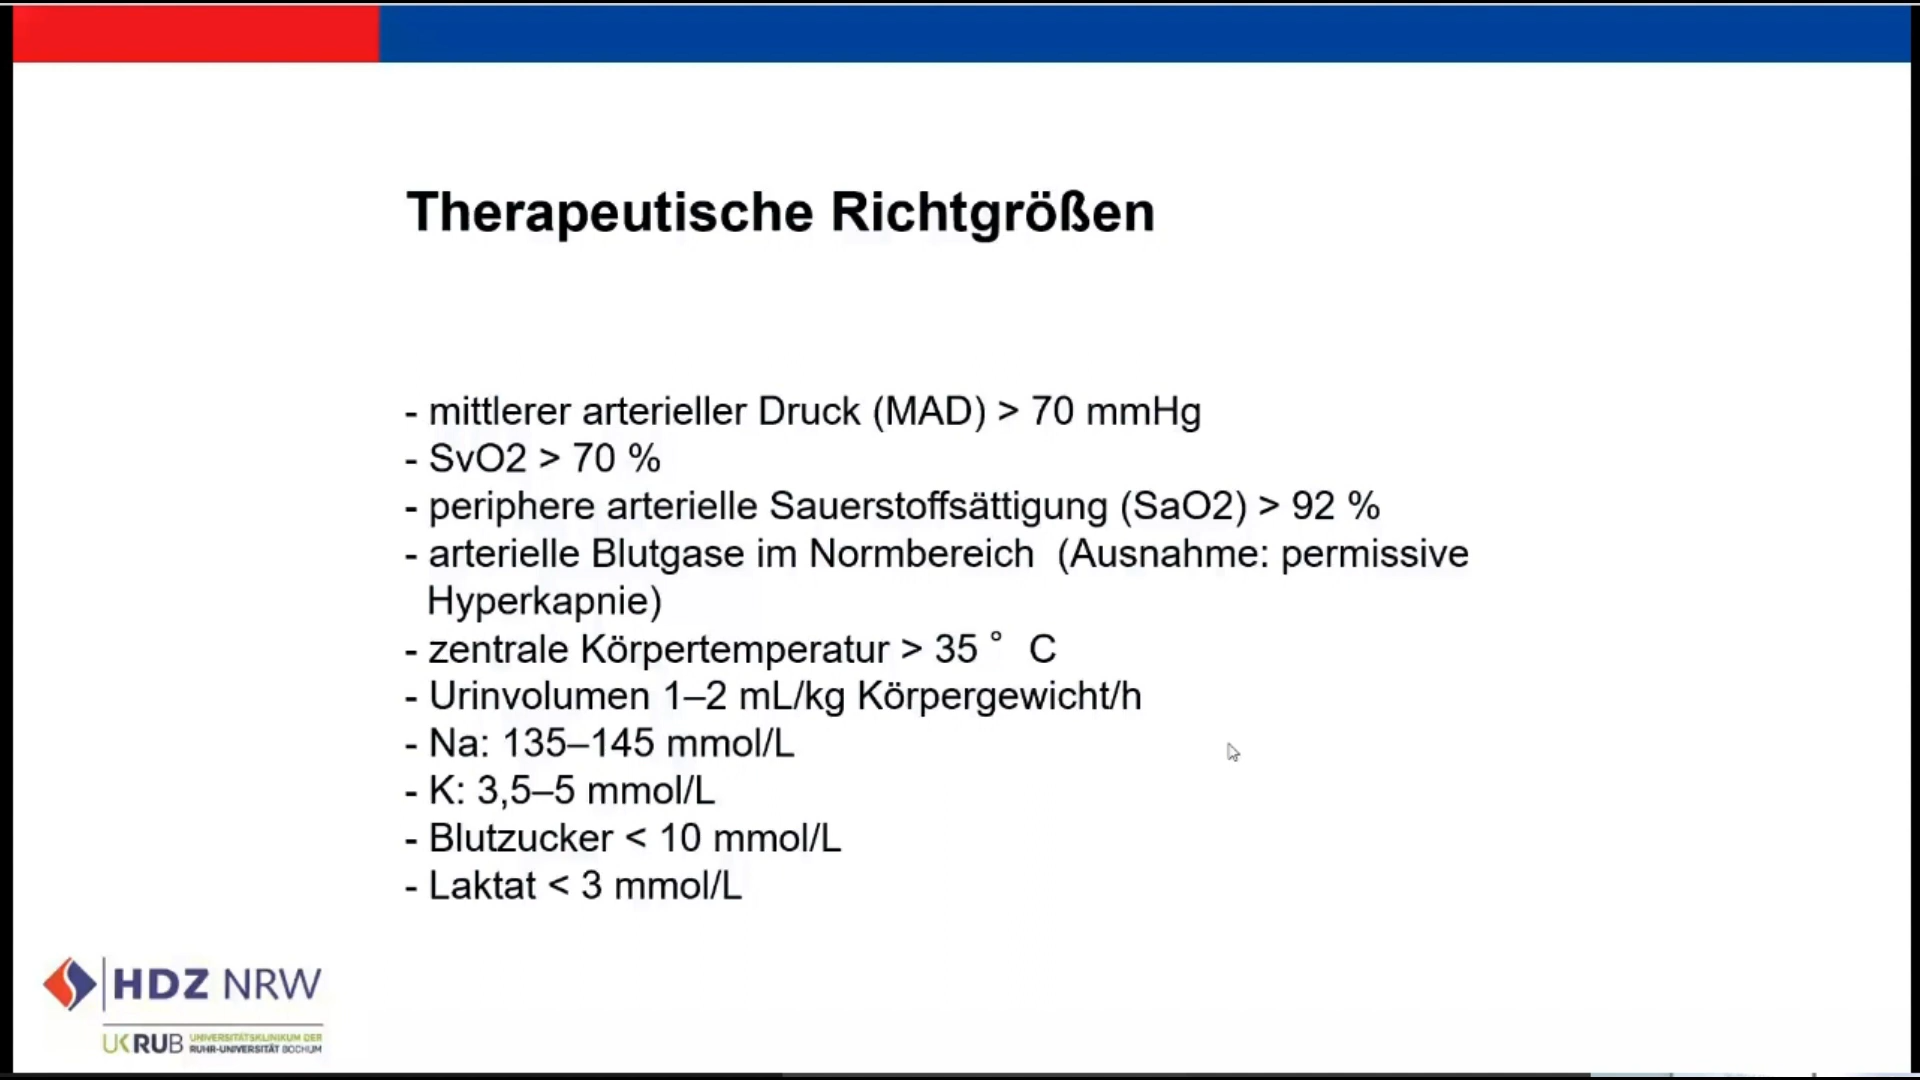 Therapeutische Richtgrößen
- mittlerer arterieller Druck (MAD) > 70 mmHg
- SvO2 > 70 %
- periphere arterielle Sauerstoffsättigung (SaO2) > 92 %
- arterielle Blutgase im Normbereich (Ausnahme: permissive
Hyperkapnie)
- zentrale Körpertemperatur > 35 ° C
- Urinvolumen 1–2 mL/kg Körpergewicht/h
- Na: 135–145 mmol/L
- K: 3,5–5 mmol/L
- Blutzucker < 10 mmol/L
- Laktat < 3 mmol/L
HDZ NRW
UKRUB UNIVERSITÄTSKLINIKUM DER
RUHR-UNIVERSITÄT BOCHUM